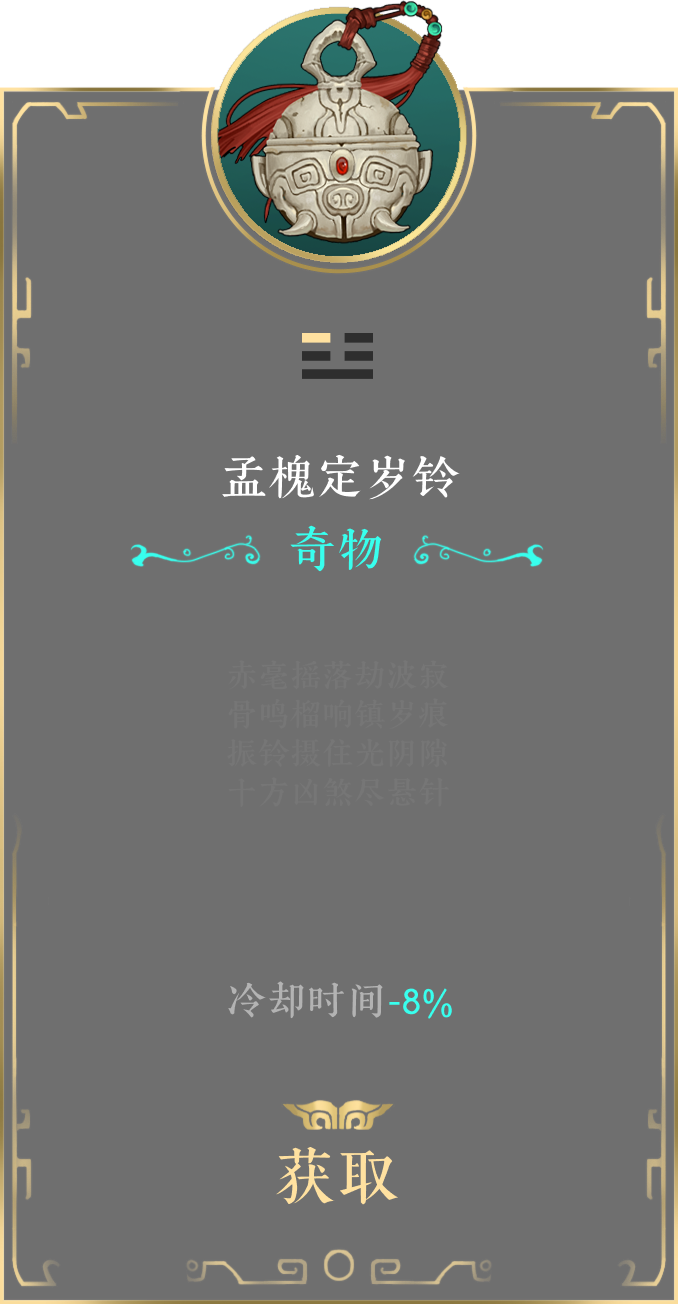 孟槐定岁铃
奇物
赤毫摇落劫波寂
骨鸣榴响镇岁痕
振铃摄住光阴隙
十方凶煞尽悬针
冷却时间-8%
获取